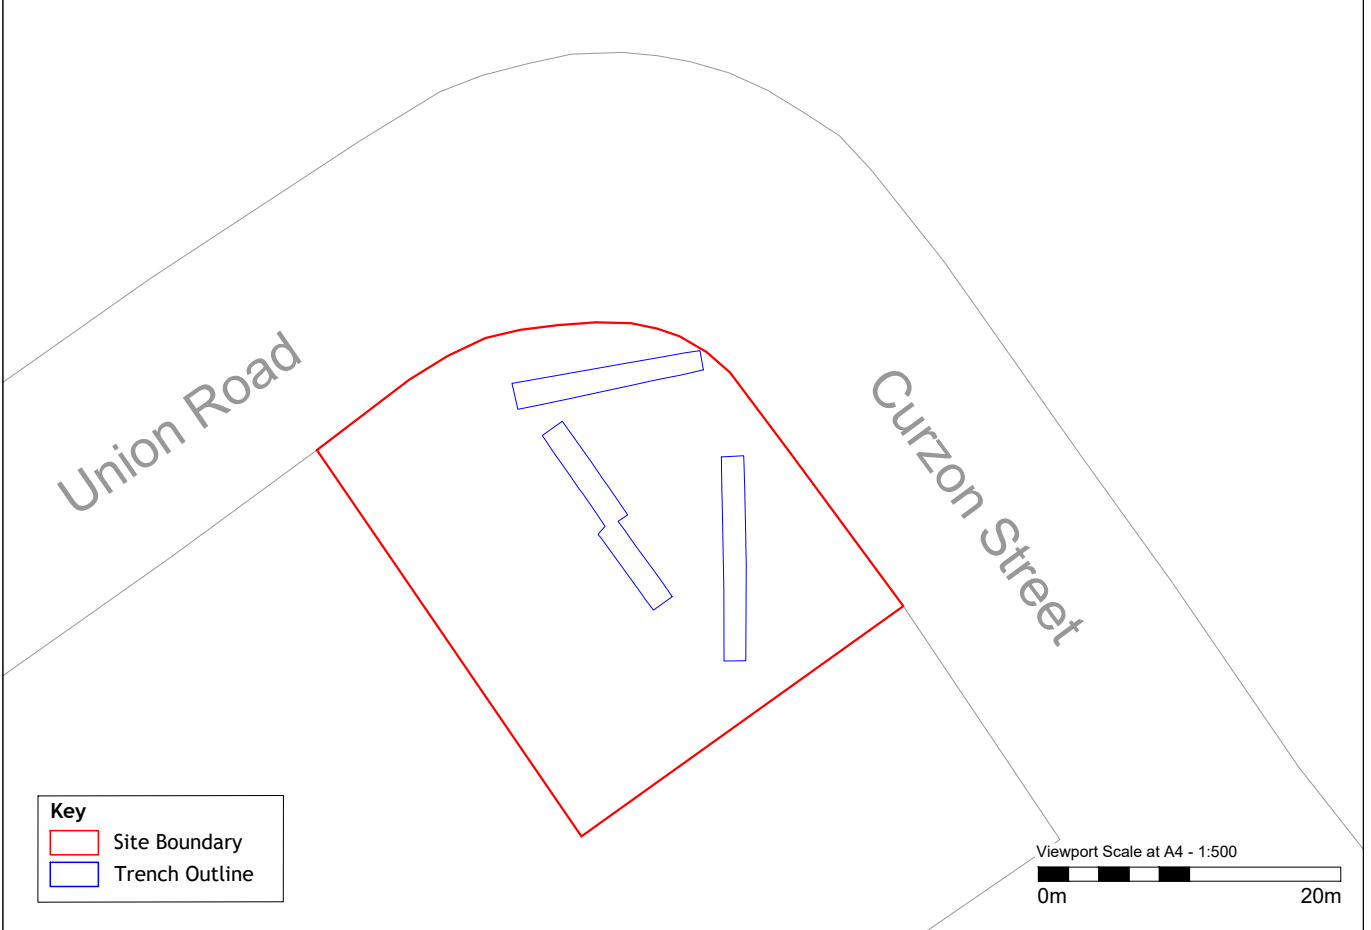 Union Road
Curzon Street
Key
Site Boundary
Trench Outline
Viewport Scale at A4 - 1:500
0m 20m